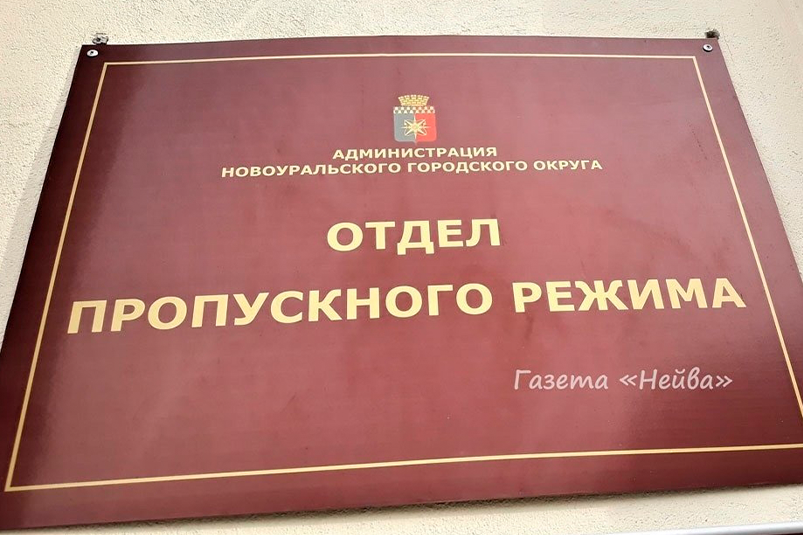 АДМИНИСТРАЦИЯ
НОВОУРАЛЬСКОГО ГОРОДСКОГО ОКРУГА
ОТДЕЛ
ПРОПУСКНОГО РЕЖИМА
Газета «Нейва»